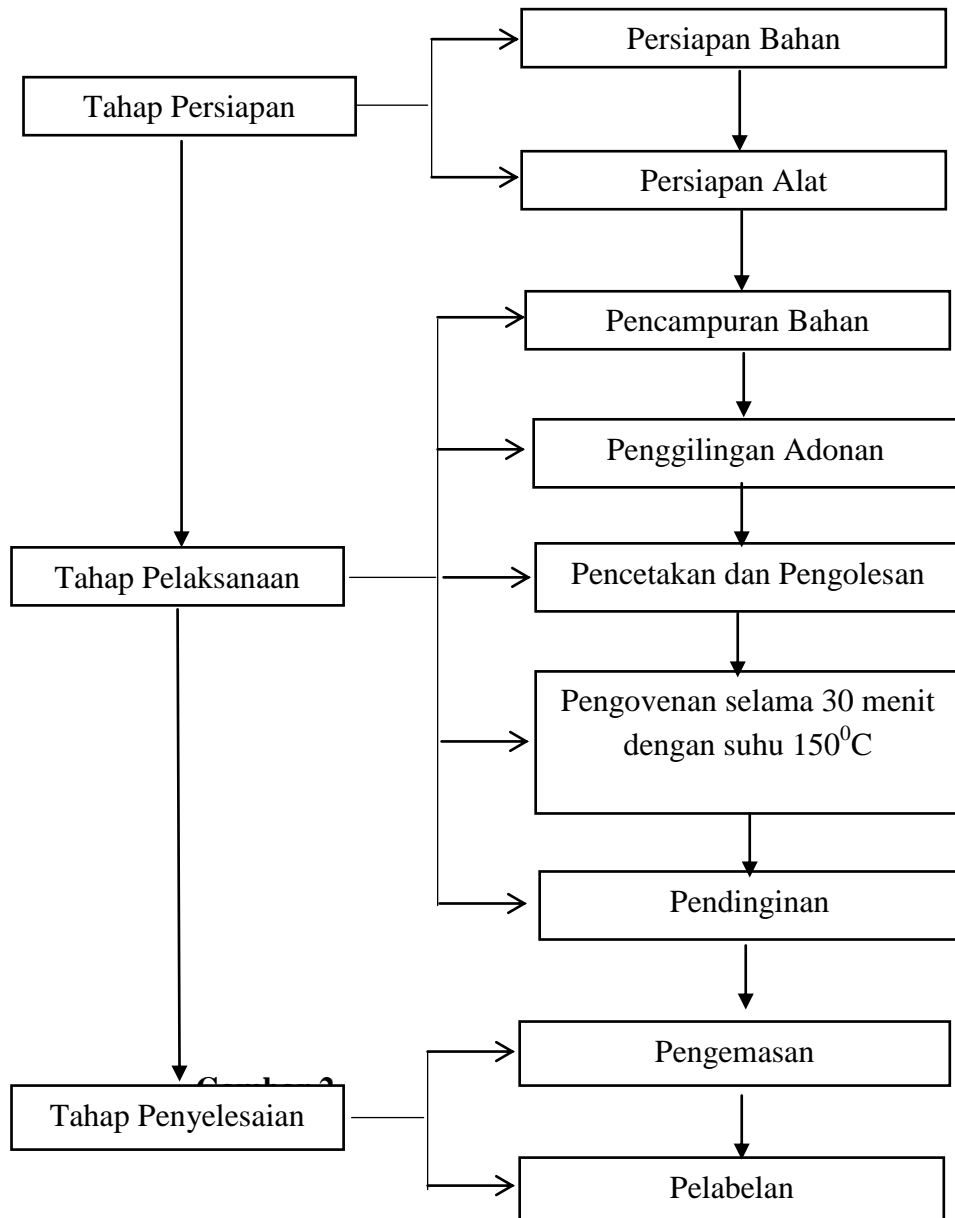 Tahap Persiapan
Persiapan Bahan
Persiapan Alat
Tahap Pelaksanaan
Pencampuran Bahan
Penggilingan Adonan
Pencetakan dan Pengolesan
Pengovenan selama 30 menit
dengan suhu 150⁰C
Pendinginan
Tahap Penyelesaian
Pengemasan
Pelabelan